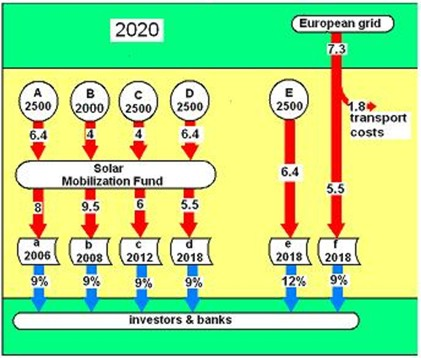 2020
European grid
7.3
A
2500
B
2000
C
2500
D
2500
E
2500
1.8
transport
costs
6.4
4
4
6.4
Solar
Mobilization Fund
6.4
8
9.5
6
5.5
5.5
a
2006
b
2008
c
2012
d
2018
e
2018
f
2018
9%
9%
9%
9%
12%
9%
investors & banks